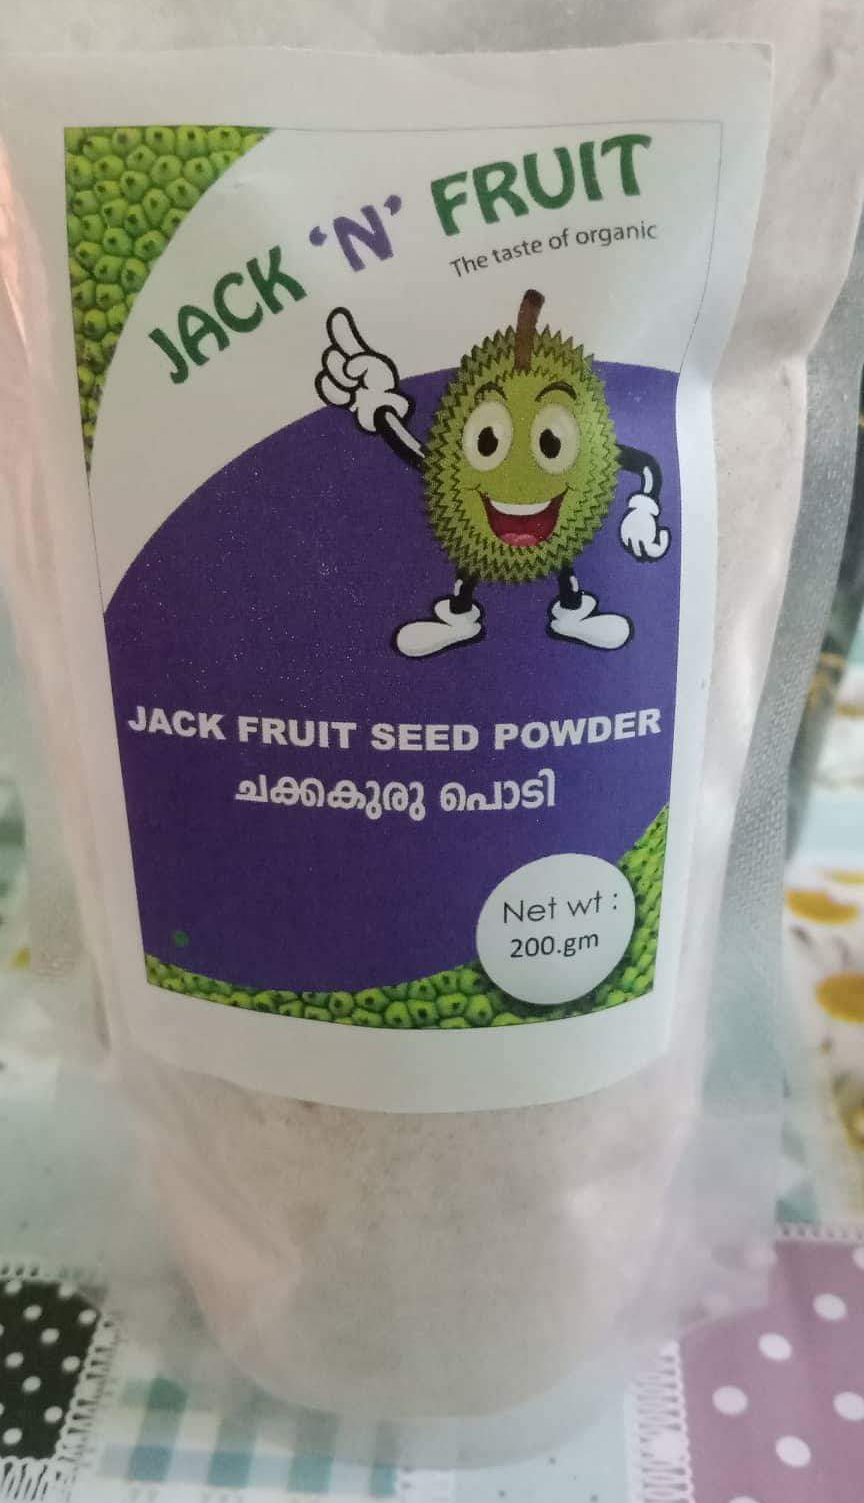 JACK 'N' FRUIT
The taste of organic
JACK FRUIT SEED POWDER
ചക്കകുരു പൊടി
Net wt :
200.gm